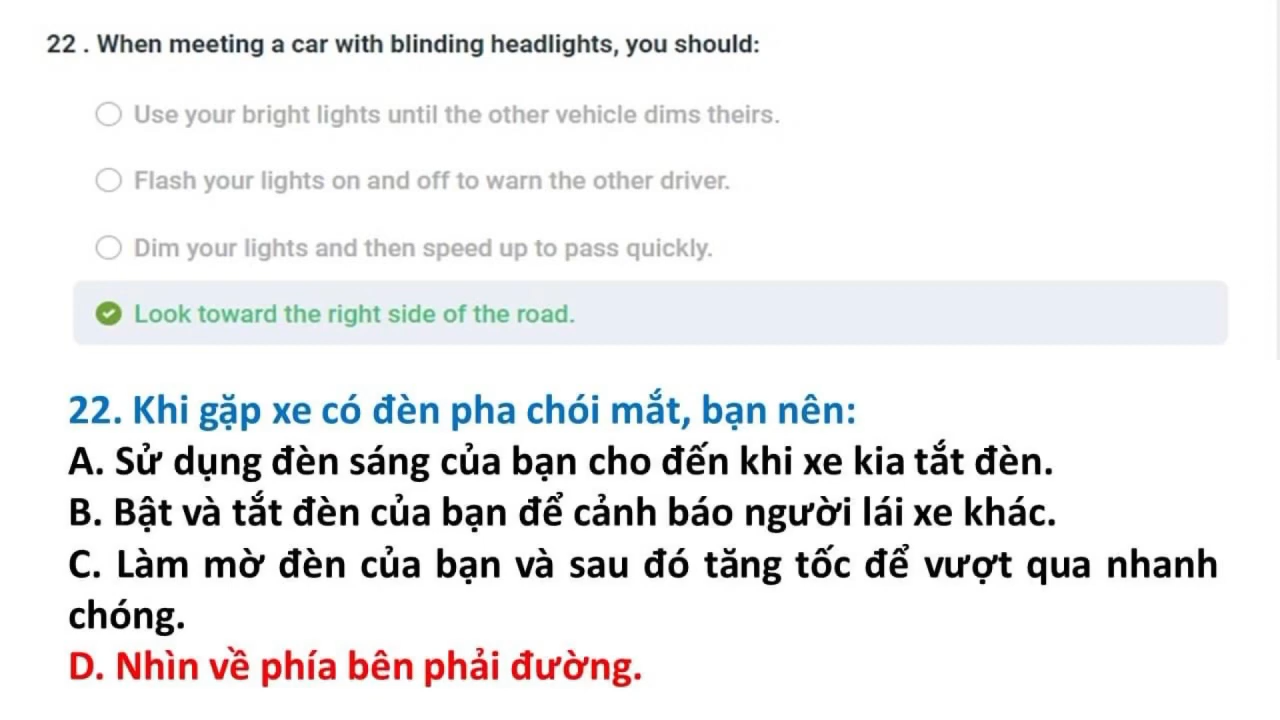 22 . When meeting a car with blinding headlights, you should:
Use your bright lights until the other vehicle dims theirs.
Flash your lights on and off to warn the other driver.
Dim your lights and then speed up to pass quickly.
Look toward the right side of the road.
22. Khi gặp xe có đèn pha chói mắt, bạn nên:
A. Sử dụng đèn sáng của bạn cho đến khi xe kia tắt đèn.
B. Bật và tắt đèn của bạn để cảnh báo người lái xe khác.
C. Làm mờ đèn của bạn và sau đó tăng tốc để vượt qua nhanh
chóng.
D. Nhìn về phía bên phải đường.